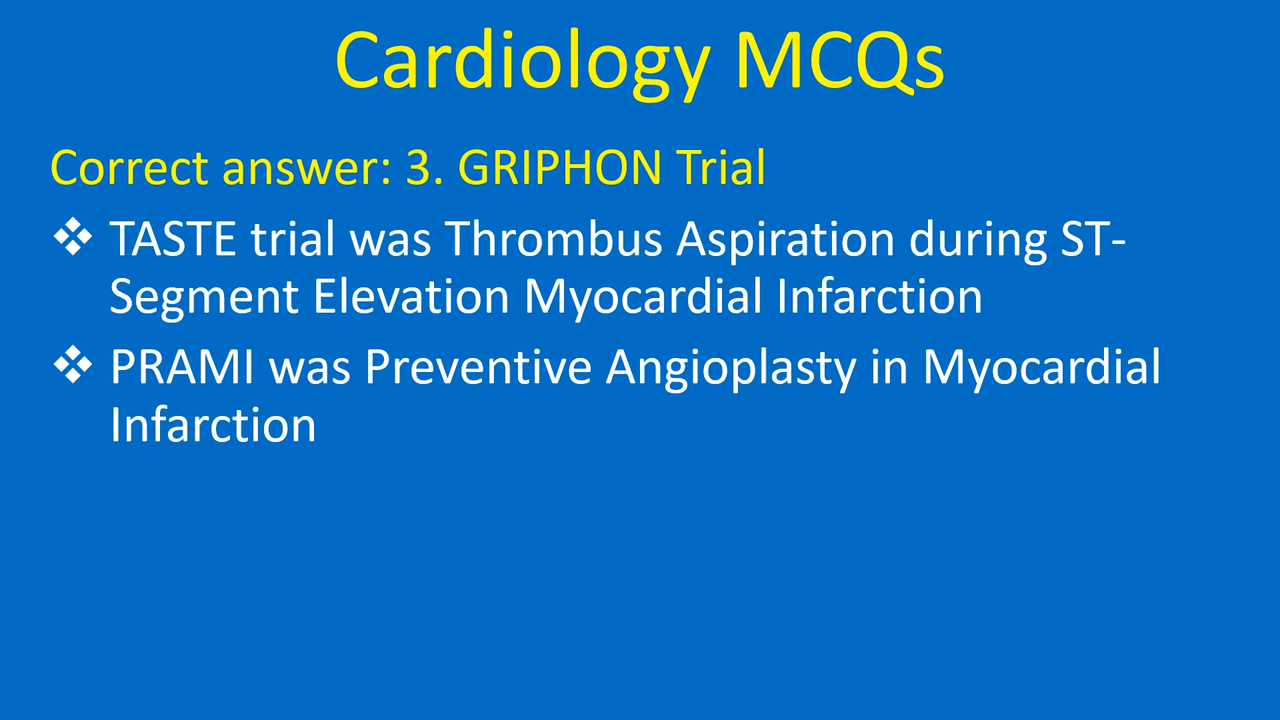 Cardiology MCQs
Correct answer: 3. GRIPHON Trial
❖ TASTE trial was Thrombus Aspiration during ST-
Segment Elevation Myocardial Infarction
❖ PRAMI was Preventive Angioplasty in Myocardial
Infarction